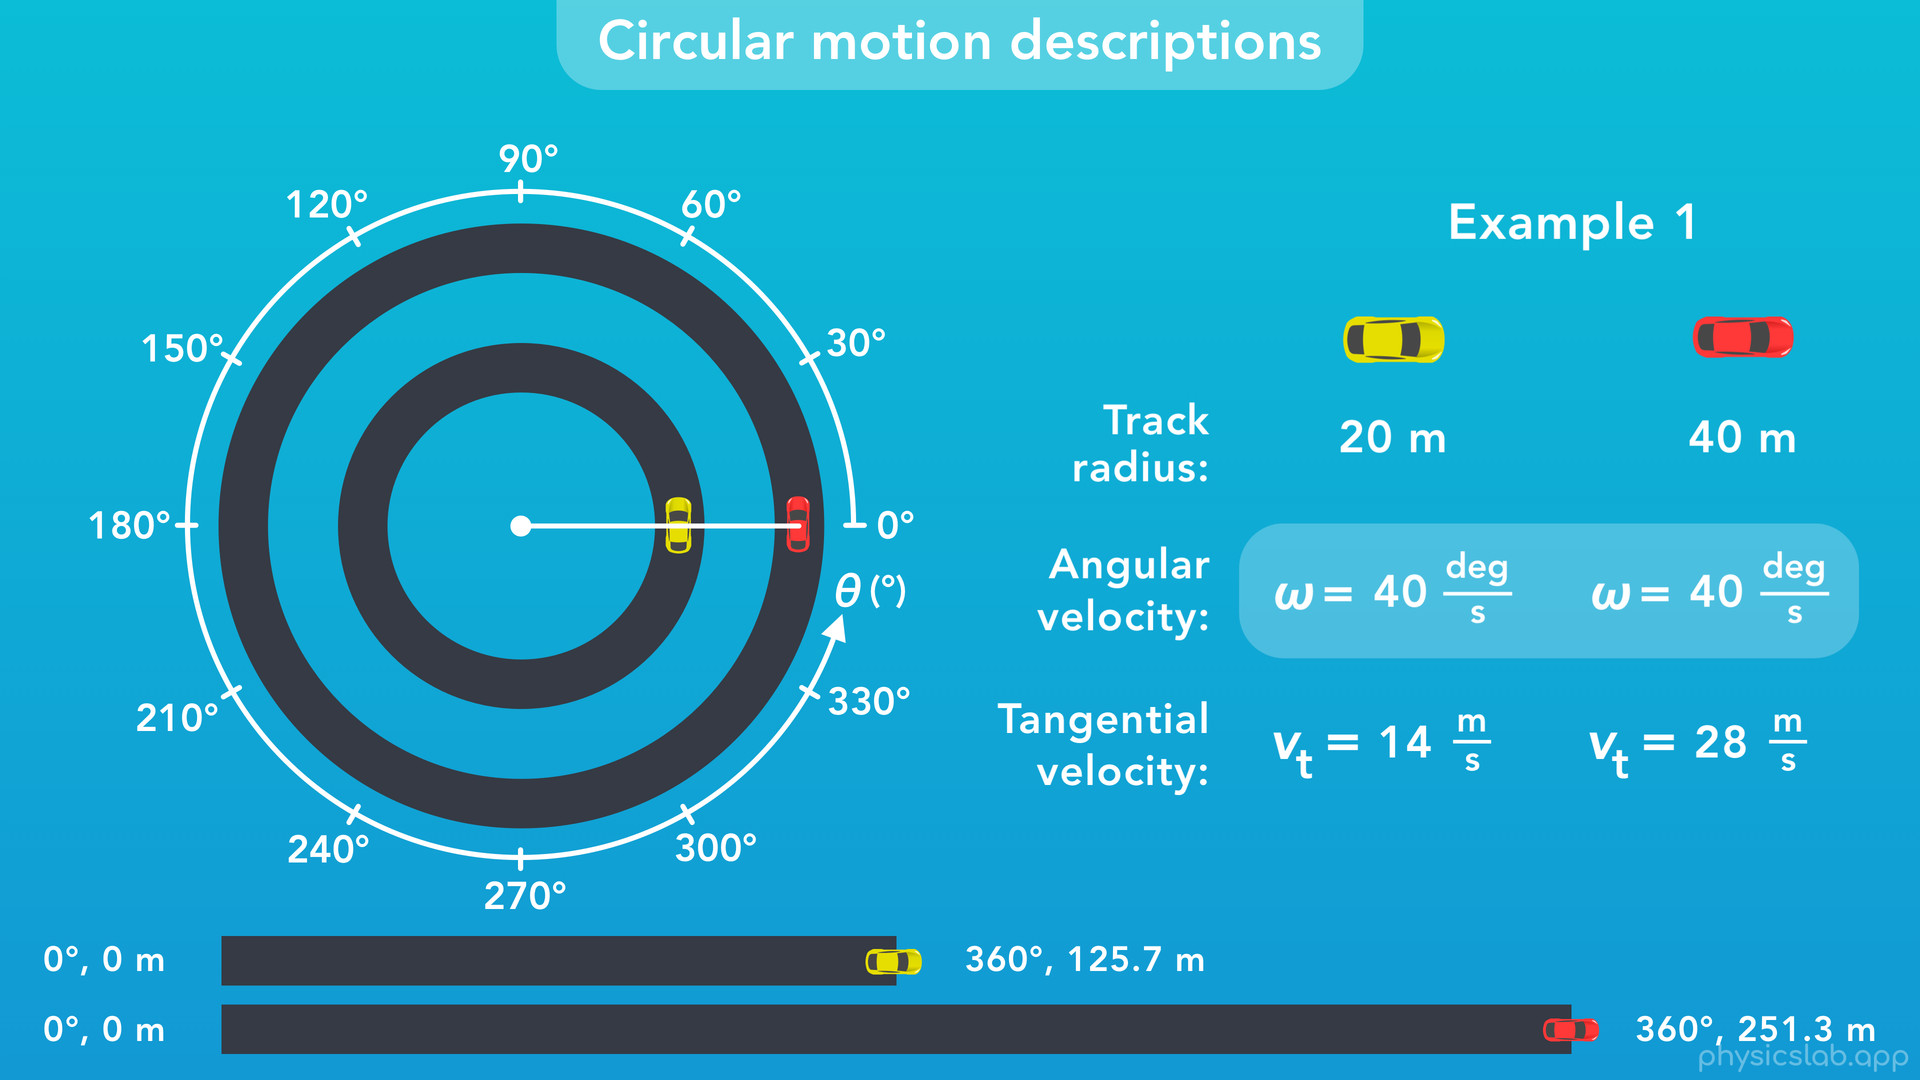 Circular motion descriptions
90°
120°
60°
150°
30°
180°
0°
θ (°)
210°
330°
240°
300°
270°
Example 1
Track
radius:
20 m
40 m
Angular
velocity:
ω = 40 deg/s
ω = 40 deg/s
Tangential
velocity:
vt = 14 m/s
vt = 28 m/s
0°, 0 m
360°, 125.7 m
0°, 0 m
360°, 251.3 m
physicslab.app